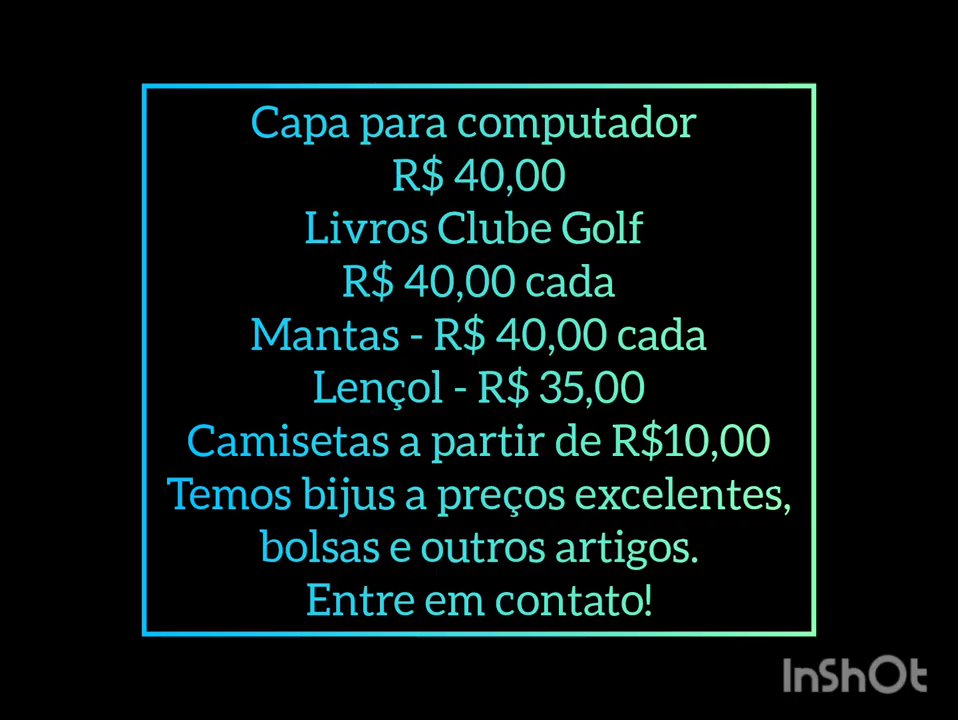 Capa para computador
R$ 40,00
Livros Clube Golf
R$ 40,00 cada
Mantas - R$ 40,00 cada
Lençol - R$ 35,00
Camisetas a partir de R$10,00
Temos bijus a preços excelentes,
bolsas e outros artigos.
Entre em contato!
InShOt